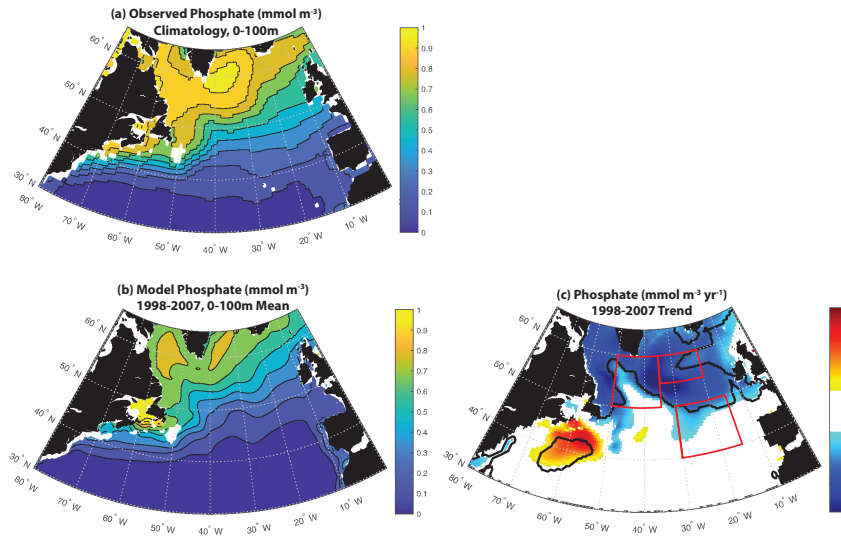 (a) Observed Phosphate (mmol m⁻³)
Climatology, 0-100m
60° N
50° N
40° N
30° N
80° W
70° W
60° W
50° W
40° W
30° W
20° W
10° W
1
0.9
0.8
0.7
0.6
0.5
0.4
0.3
0.2
0.1
0
(b) Model Phosphate (mmol m⁻³)
1998-2007, 0-100m Mean
60° N
50° N
40° N
30° N
80° W
70° W
60° W
50° W
40° W
30° W
20° W
10° W
1
0.9
0.8
0.7
0.6
0.5
0.4
0.3
0.2
0.1
0
(c) Phosphate (mmol m⁻³ yr⁻¹)
1998-2007 Trend
60° N
50° N
40° N
30° N
80° W
70° W
60° W
50° W
40° W
30° W
20° W
10° W